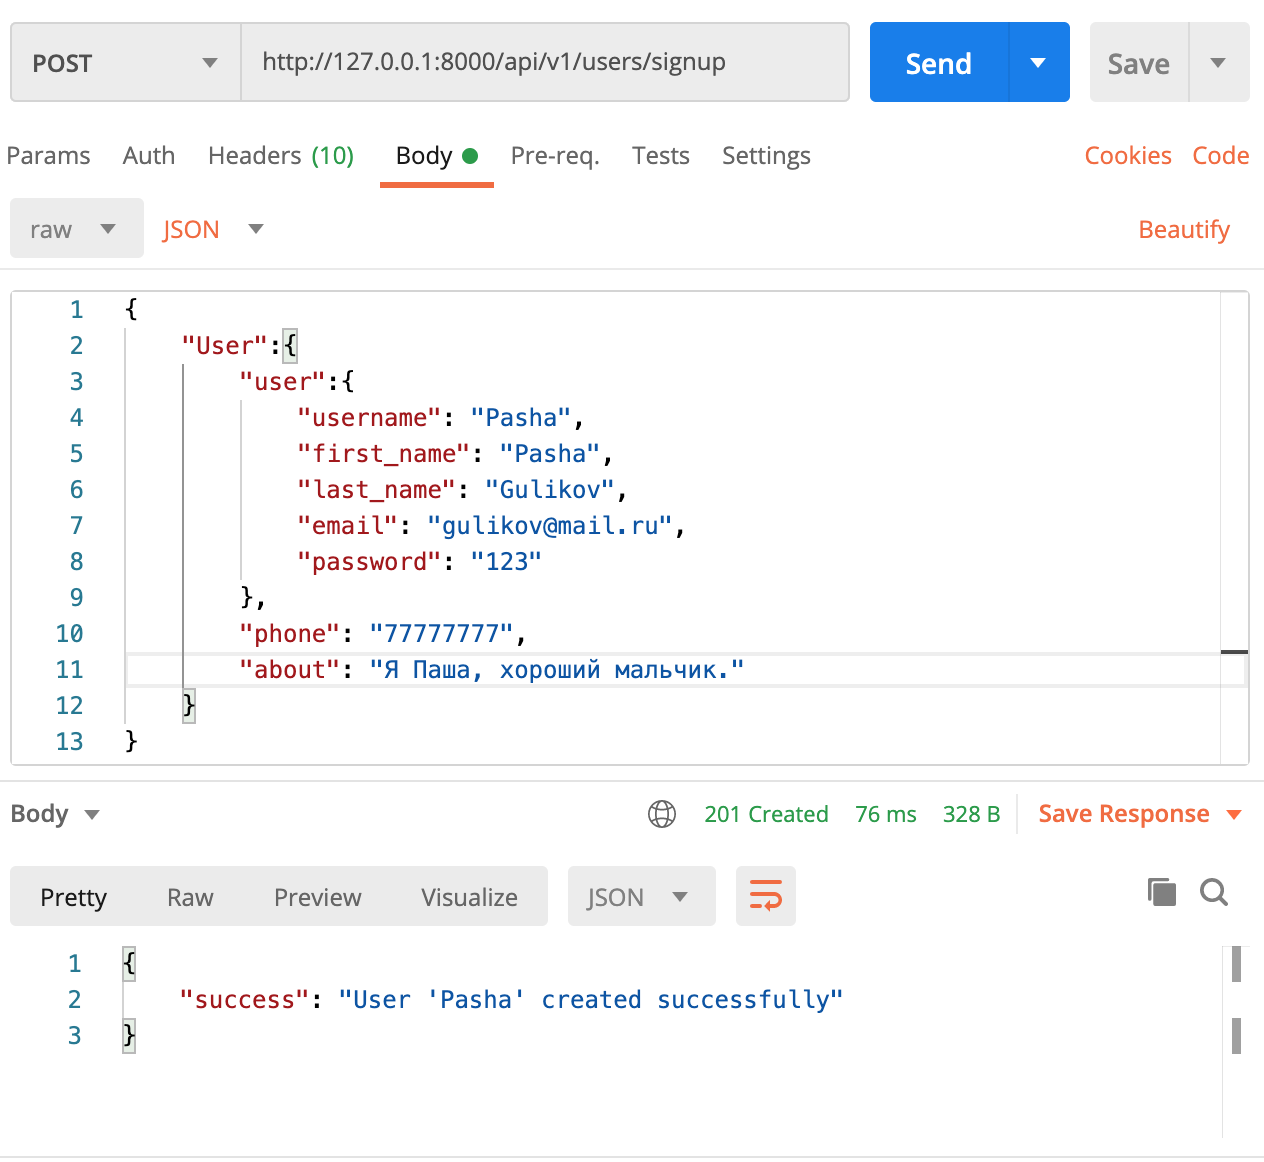 POST http://127.0.0.1:8000/api/v1/users/signup Send Save
Params Auth Headers (10) Body Pre-req. Tests Settings Cookies Code
raw JSON Beautify
1 {
2 "User":{
3 "user":{
4 "username": "Pasha",
5 "first_name": "Pasha",
6 "last_name": "Gulikov",
7 "email": "gulikov@mail.ru",
8 "password": "123"
9 },
10 "phone": "77777777",
11 "about": "Я Паша, хороший мальчик."
12 }
13 }
Body 201 Created 76 ms 328 B Save Response
Pretty Raw Preview Visualize JSON
1 {
2 "success": "User 'Pasha' created successfully"
3 }